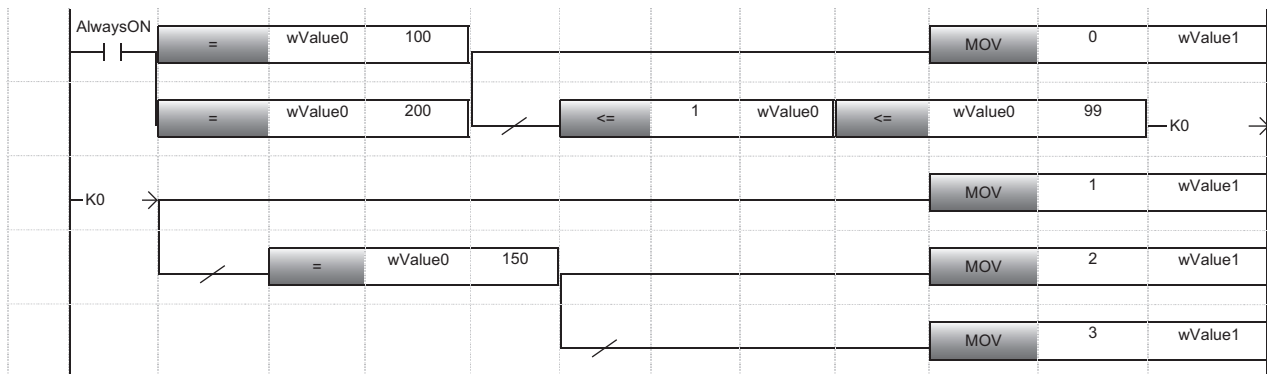 AlwaysON
= wValue0 100 MOV 0 wValue1
= wValue0 200 <= 1 wValue0 <= wValue0 99 K0
K0 MOV 1 wValue1
= wValue0 150 MOV 2 wValue1
MOV 3 wValue1